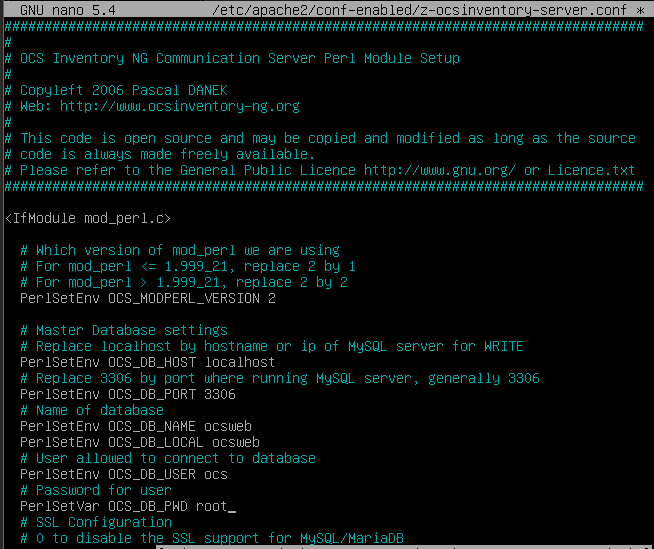 GNU nano 5.4 /etc/apache2/conf-enabled/z-ocsinventory-server.conf *
################################################################################
#
# OCS Inventory NG Communication Server Perl Module Setup
#
# Copyleft 2006 Pascal DANEK
# Web: http://www.ocsinventory-ng.org
#
# This code is open source and may be copied and modified as long as the source
# code is always made freely available.
# Please refer to the General Public Licence http://www.gnu.org/ or Licence.txt
################################################################################
<IfModule mod_perl.c>
# Which version of mod_perl we are using
# For mod_perl <= 1.999_21, replace 2 by 1
# For mod_perl > 1.999_21, replace 2 by 2
PerlSetEnv OCS_MODPERL_VERSION 2
# Master Database settings
# Replace localhost by hostname or ip of MySQL server for WRITE
PerlSetEnv OCS_DB_HOST localhost
# Replace 3306 by port where running MySQL server, generally 3306
PerlSetEnv OCS_DB_PORT 3306
# Name of database
PerlSetEnv OCS_DB_NAME ocsweb
PerlSetEnv OCS_DB_LOCAL ocsweb
# User allowed to connect to database
PerlSetEnv OCS_DB_USER ocs
# Password for user
PerlSetVar OCS_DB_PWD root_
# SSL Configuration
# 0 to disable the SSL support for MySQL/MariaDB